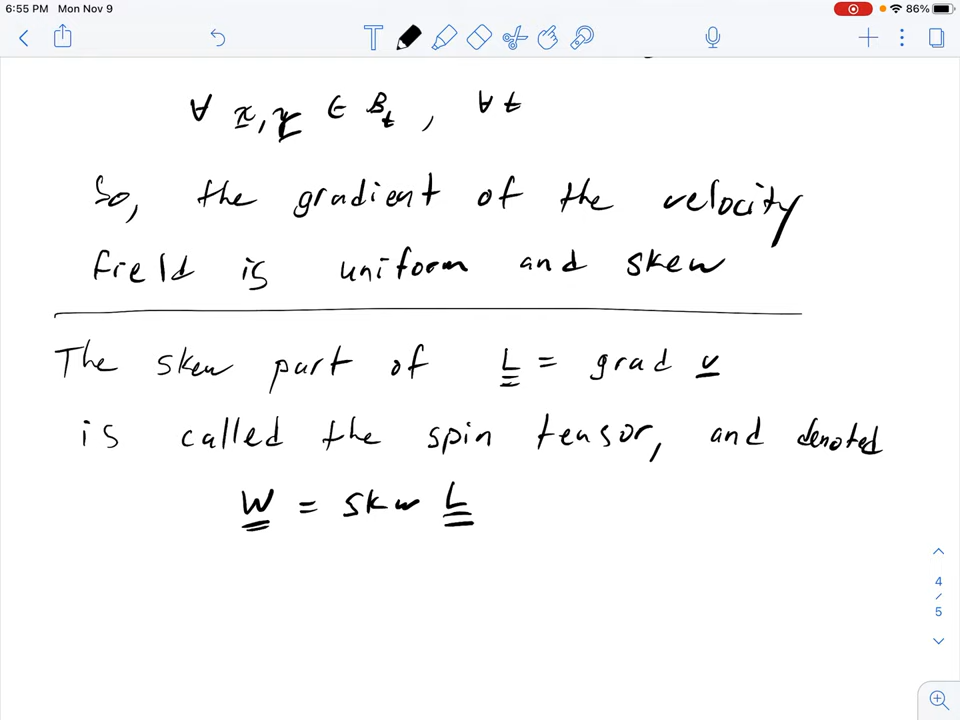 6:55 PM Mon Nov 9 86%
∀ x, y ∈ B_t , ∀ t
So, the gradient of the velocity
field is uniform and skew
The skew part of L = grad v
is called the spin tensor, and denoted
W = skw L
4
/
5